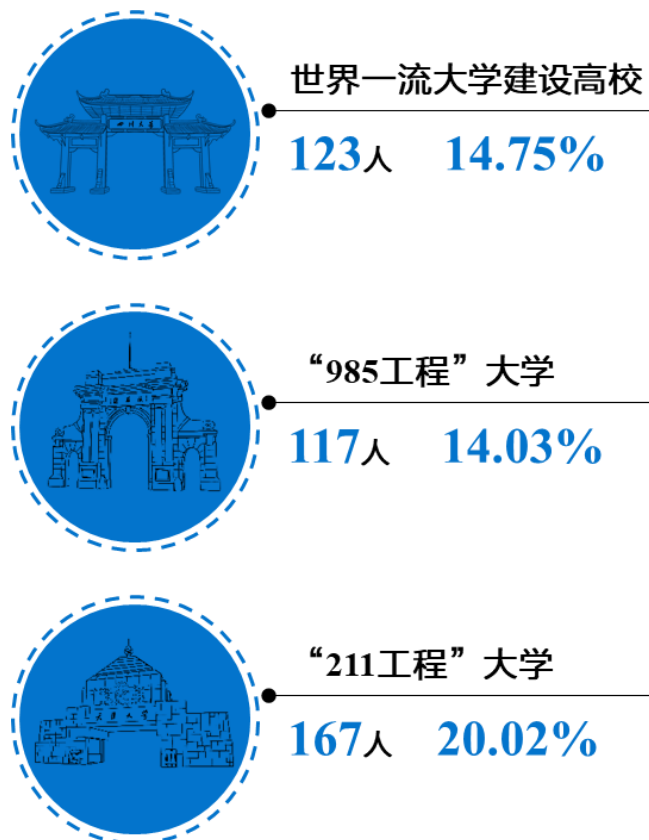 世界一流大学建设高校
123人 14.75%
“985工程”大学
117人 14.03%
“211工程”大学
167人 20.02%